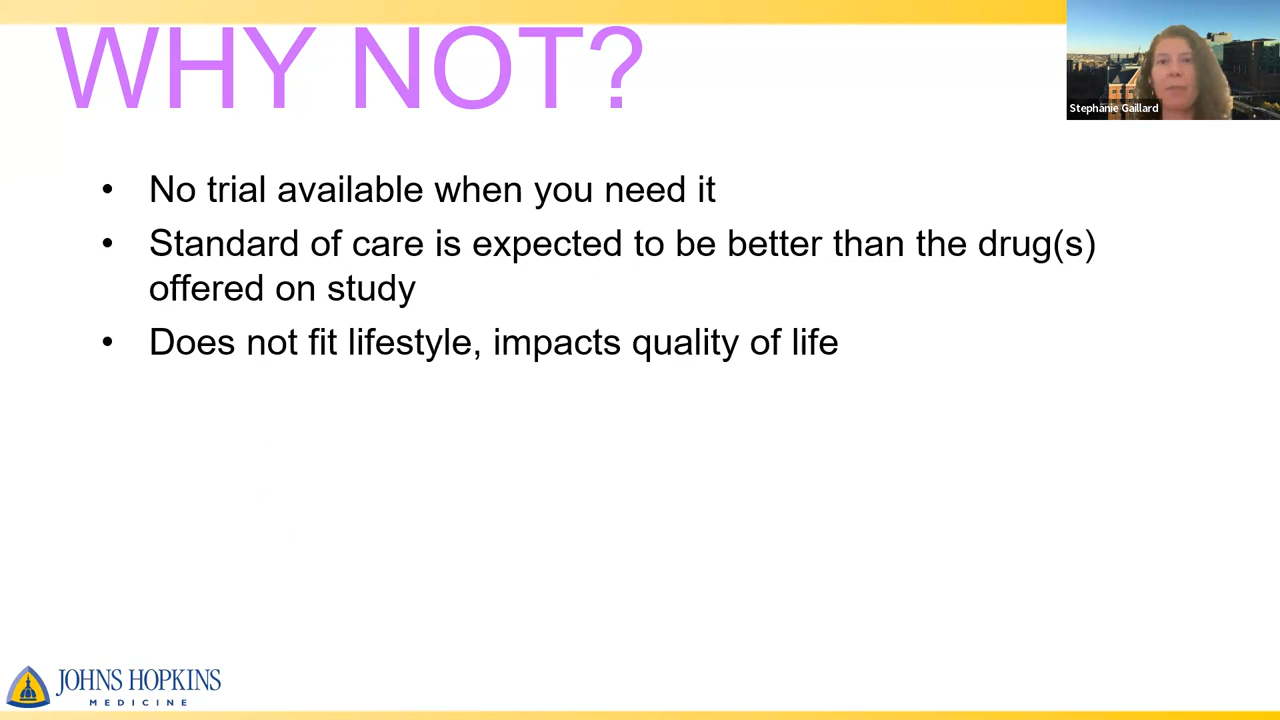 WHY NOT?
Stephanie Gaillard
• No trial available when you need it
• Standard of care is expected to be better than the drug(s)
offered on study
• Does not fit lifestyle, impacts quality of life
JOHNS HOPKINS
MEDICINE